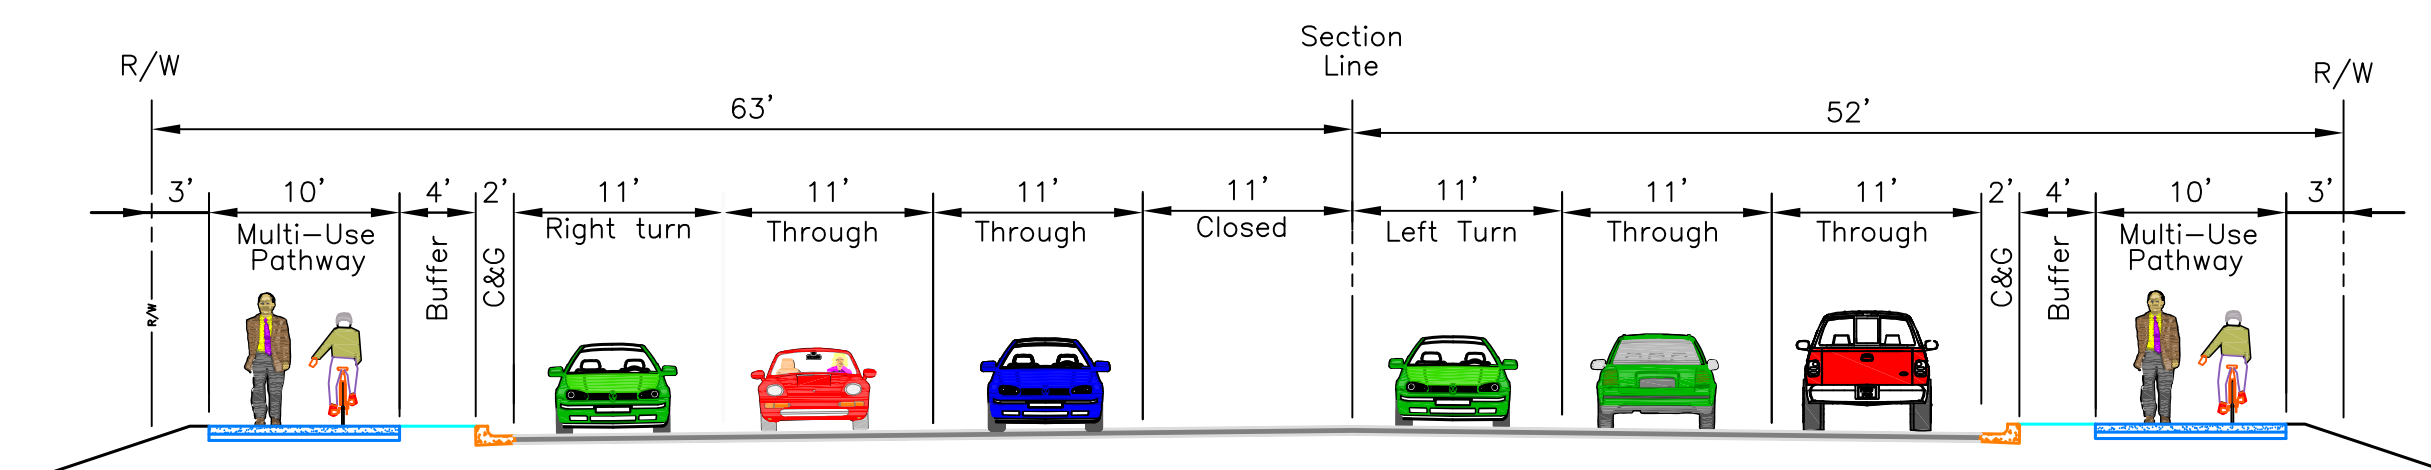 Section
Line
R/W
R/W
63'
52'
3'
10'
4'
2'
11'
11'
11'
11'
11'
11'
11'
2'
4'
10'
3'
Multi-Use
Pathway
Buffer
C&G
Right turn
Through
Through
Closed
Left Turn
Through
Through
C&G
Buffer
Multi-Use
Pathway
R/W